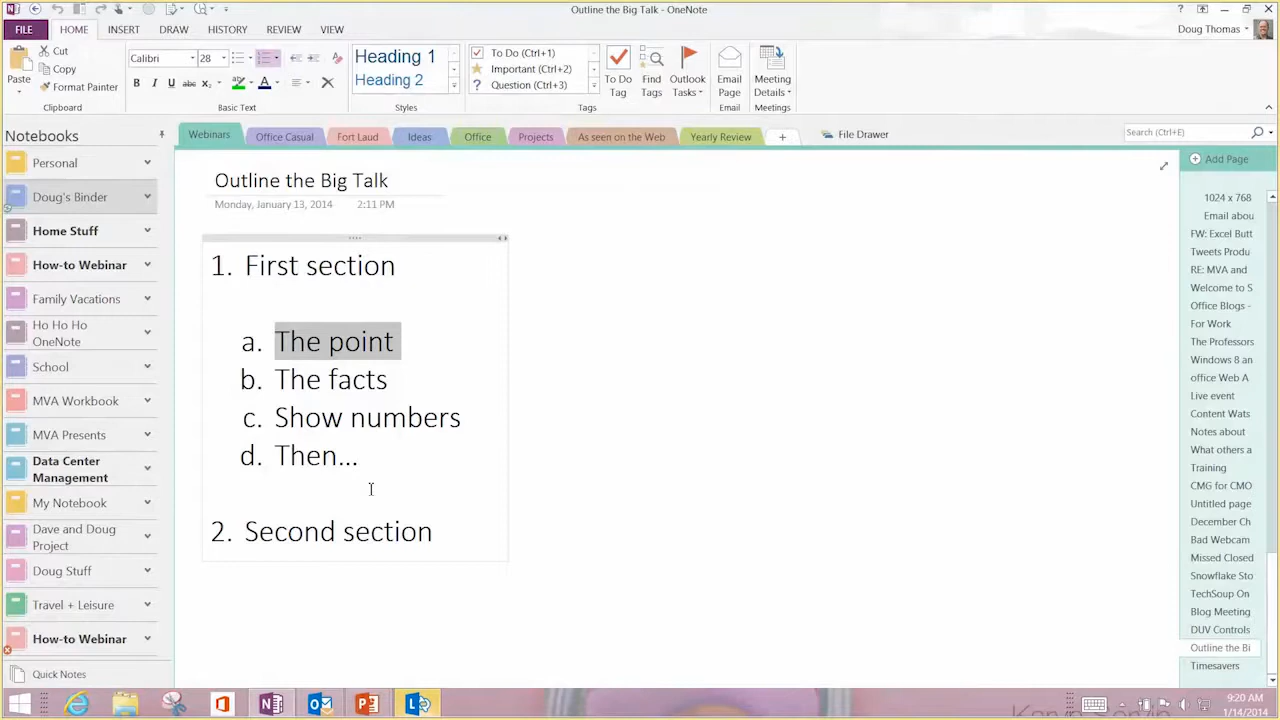 Outline the Big Talk - OneNote
?
FILE
HOME
INSERT
DRAW
HISTORY
REVIEW
VIEW
Doug Thomas
Paste
Cut
Copy
Format Painter
Clipboard
Calibri
28
B I U abc x₂
A
Basic Text
Heading 1
Heading 2
Styles
To Do (Ctrl+1)
Important (Ctrl+2)
? Question (Ctrl+3)
To Do Tag
Find Tags
Outlook Tasks
Tags
Email Page
Email
Meeting Details
Meetings
Notebooks
Webinars
Office Casual
Fort Laud
Ideas
Office
Projects
As seen on the Web
Yearly Review
+
File Drawer
Search (Ctrl+E)
Personal
Doug's Binder
Home Stuff
How-to Webinar
Family Vacations
Ho Ho Ho
OneNote
School
MVA Workbook
MVA Presents
Data Center
Management
My Notebook
Dave and Doug
Project
Doug Stuff
Travel + Leisure
How-to Webinar
Quick Notes
Outline the Big Talk
Monday, January 13, 2014 2:11 PM
1. First section
a. The point
b. The facts
c. Show numbers
d. Then...
2. Second section
Add Page
1024 x 768
Email abou
FW: Excel Butt
Tweets Produ
RE: MVA and
Welcome to S
Office Blogs -
For Work
The Professors
Windows 8 an
office Web A
Live event
Content Wats
Notes about
What others a
Training
CMG for CMO
Untitled page
December Ch
Bad Webcam
Missed Closed
Snowflake Sto
TechSoup On
Blog Meeting
DUV Controls
Outline the Bi
Timesavers
9:20 AM
1/14/2014